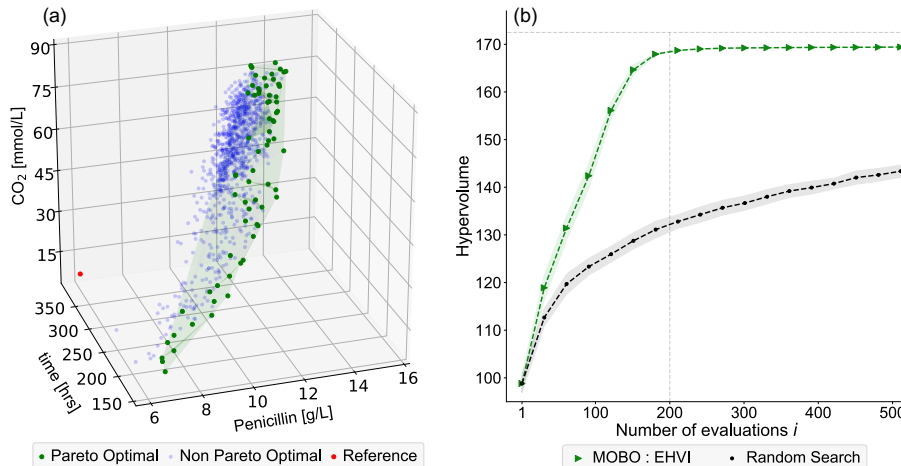 (a)
90
75
60
45
30
15
CO₂ [mmol/L]
350
300
250
200
150
time [hrs]
6
8
10
12
14
16
Penicillin [g/L]
Pareto Optimal
Non Pareto Optimal
Reference
(b)
170
160
150
140
130
120
110
100
Hypervolume
1
100
200
300
400
500
Number of evaluations i
MOBO : EHVI
Random Search